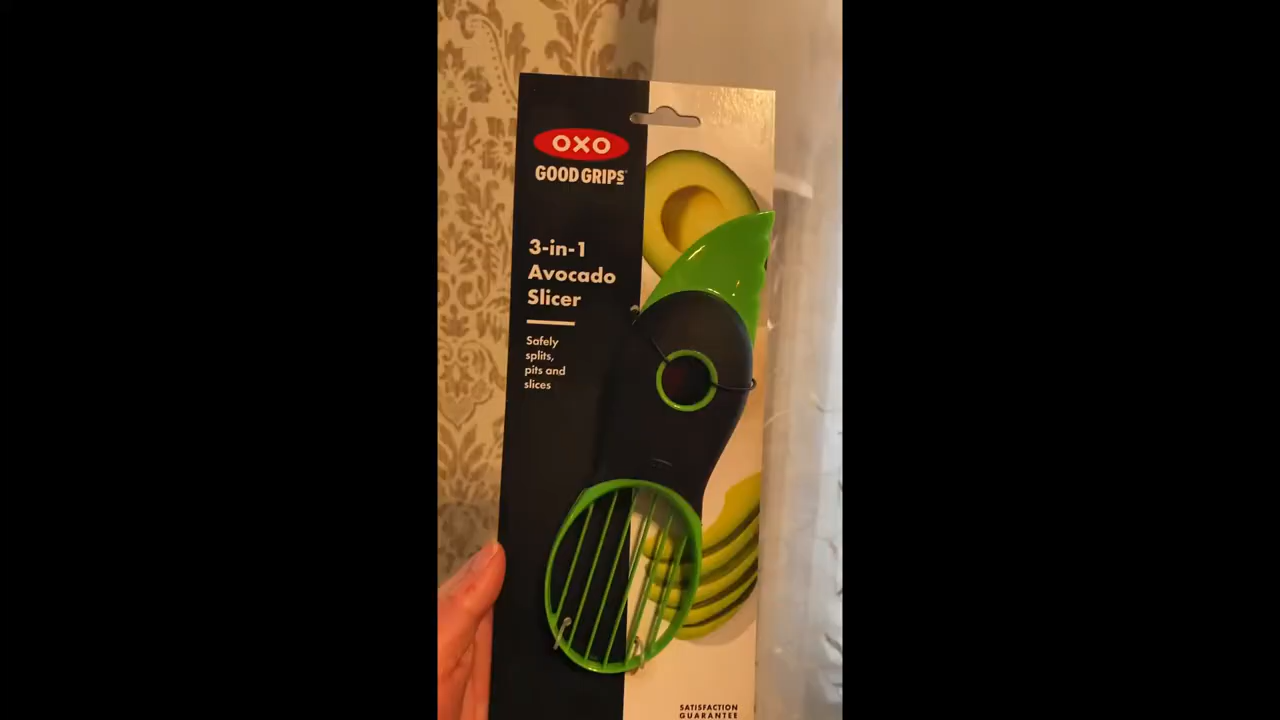 OXO
GOOD GRIPS
3-in-1
Avocado
Slicer
Safely
splits,
pits and
slices
SATISFACTION
GUARANTEE